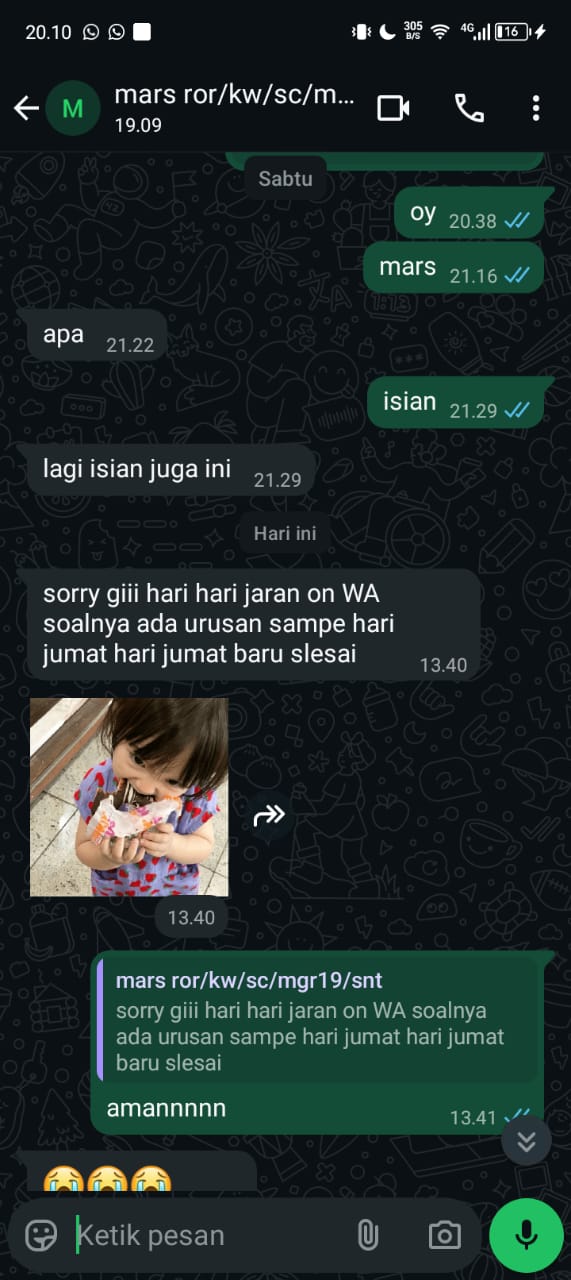 20.10 305 B/S 4G 16
M mars ror/kw/sc/m...
19.09
Sabtu
oy 20.38
mars 21.16
apa 21.22
isian 21.29
lagi isian juga ini 21.29
Hari ini
sorry giii hari hari jaran on WA
soalnya ada urusan sampe hari
jumat hari jumat baru slesai 13.40
13.40
mars ror/kw/sc/mgr19/snt
sorry giii hari hari jaran on WA soalnya
ada urusan sampe hari jumat hari jumat
baru slesai
amannnnn 13.41
😭😭😭
Ketik pesan